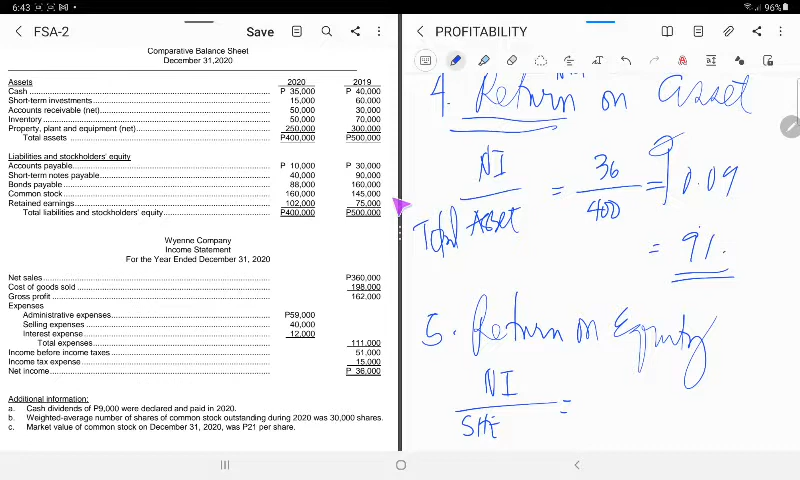 6:43
96%
FSA-2
Save
Comparative Balance Sheet
December 31,2020
Assets 2020 2019
Cash P 35,000 P 40,000
Short-term investments 15,000 60,000
Accounts receivable (net) 50,000 30,000
Inventory 50,000 70,000
Property, plant and equipment (net) 250,000 300,000
Total assets P400,000 P500,000
Liabilities and stockholders' equity
Accounts payable P 10,000 P 30,000
Short-term notes payable 40,000 90,000
Bonds payable 88,000 160,000
Common stock 160,000 145,000
Retained earnings 102,000 75,000
Total liabilities and stockholders' equity P400,000 P500,000
Wynne Company
Income Statement
For the Year Ended December 31, 2020
Net sales P360,000
Cost of goods sold 198,000
Gross profit 162,000
Expenses
Administrative expenses P59,000
Selling expenses 40,000
Interest expense 12,000
Total expenses 111,000
Income before income taxes 51,000
Income tax expense 15,000
Net income P 36,000
Additional information:
a. Cash dividends of P9,000 were declared and paid in 2020.
b. Weighted-average number of shares of common stock outstanding during 2020 was 30,000 shares.
c. Market value of common stock on December 31, 2020, was P21 per share.
PROFITABILITY
4. Return on Asset
NI
Total Asset
= 36
400
= 0.09
= 9%
5. Return on Equity
NI
SHE
=